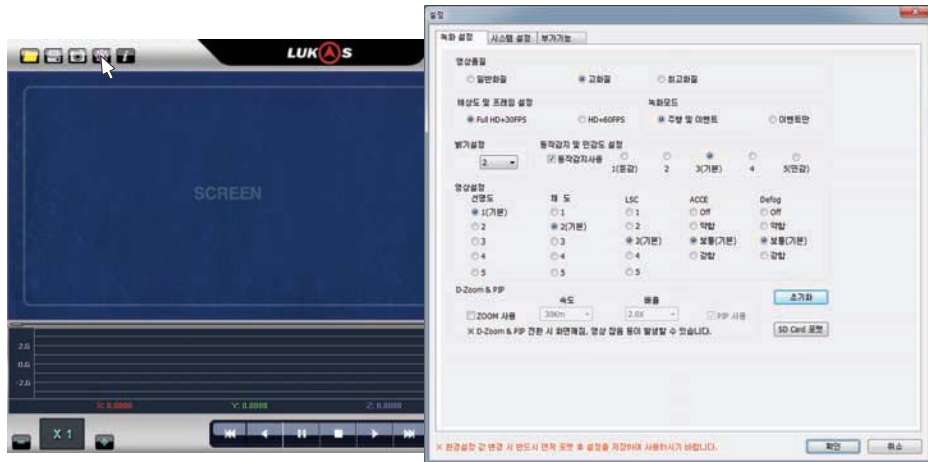 LUKAS
SCREEN
2.G
0.G
-2.G
X: 0.0000 Y: 0.0000 Z: 0.0000
X 1
설정
녹화 설정 시스템 설정 부가기능
영상품질
일반화질 고화질 최고화질
해상도 및 프레임 설정 녹화모드
Full HD+30FPS HD+60FPS 주행 및 이벤트 이벤트만
밝기설정 동작감지 및 민감도 설정
2 동작감지사용
1(둔감) 2 3(기본) 4 5(민감)
영상설정
선명도 채 도 LSC ACCE Defog
1(기본) 1 1 Off Off
2 2(기본) 2 약함 약함
3 3 3(기본) 보통(기본) 보통(기본)
4 4 4 강함 강함
5 5 5
D-Zoom & PIP
속도 배율 초기화
ZOOM 사용 30Km 2.0X PIP 사용
※ D-Zoom & PIP 전환 시 화면깨짐, 영상 잡음 등이 발생할 수 있습니다. SD Card 포맷
※ 환경설정 값 변경 시 반드시 먼저 포맷 후 설정을 저장하여 사용하시기 바랍니다. 확인 취소